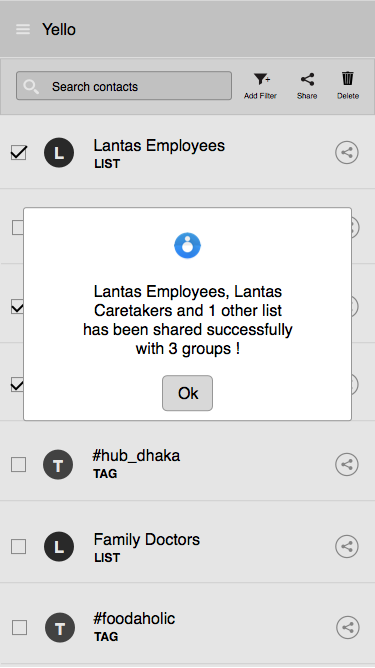 Yello
Search contacts
Add Filter
Share
Delete
L
Lantas Employees
LIST
Lantas Employees, Lantas
Caretakers and 1 other list
has been shared successfully
with 3 groups !
Ok
T
#hub_dhaka
TAG
L
Family Doctors
LIST
T
#foodaholic
TAG